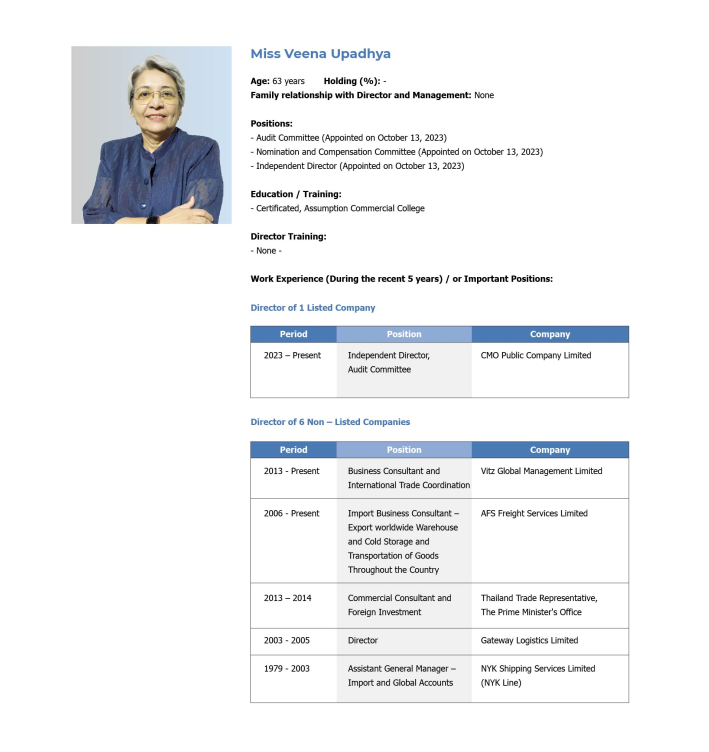 Miss Veena Upadhya
Age: 63 years Holding (%): -
Family relationship with Director and Management: None
Positions:
- Audit Committee (Appointed on October 13, 2023)
- Nomination and Compensation Committee (Appointed on October 13, 2023)
- Independent Director (Appointed on October 13, 2023)
Education / Training:
- Certificated, Assumption Commercial College
Director Training:
- None -
Work Experience (During the recent 5 years) / or Important Positions:
Director of 1 Listed Company
Period Position Company
2023 – Present Independent Director, CMO Public Company Limited
Audit Committee
Director of 6 Non – Listed Companies
Period Position Company
2013 - Present Business Consultant and Vitz Global Management Limited
International Trade Coordination
2006 - Present Import Business Consultant – AFS Freight Services Limited
Export worldwide Warehouse
and Cold Storage and
Transportation of Goods
Throughout the Country
2013 – 2014 Commercial Consultant and Thailand Trade Representative,
Foreign Investment The Prime Minister's Office
2003 - 2005 Director Gateway Logistics Limited
1979 - 2003 Assistant General Manager – NYK Shipping Services Limited
Import and Global Accounts (NYK Line)